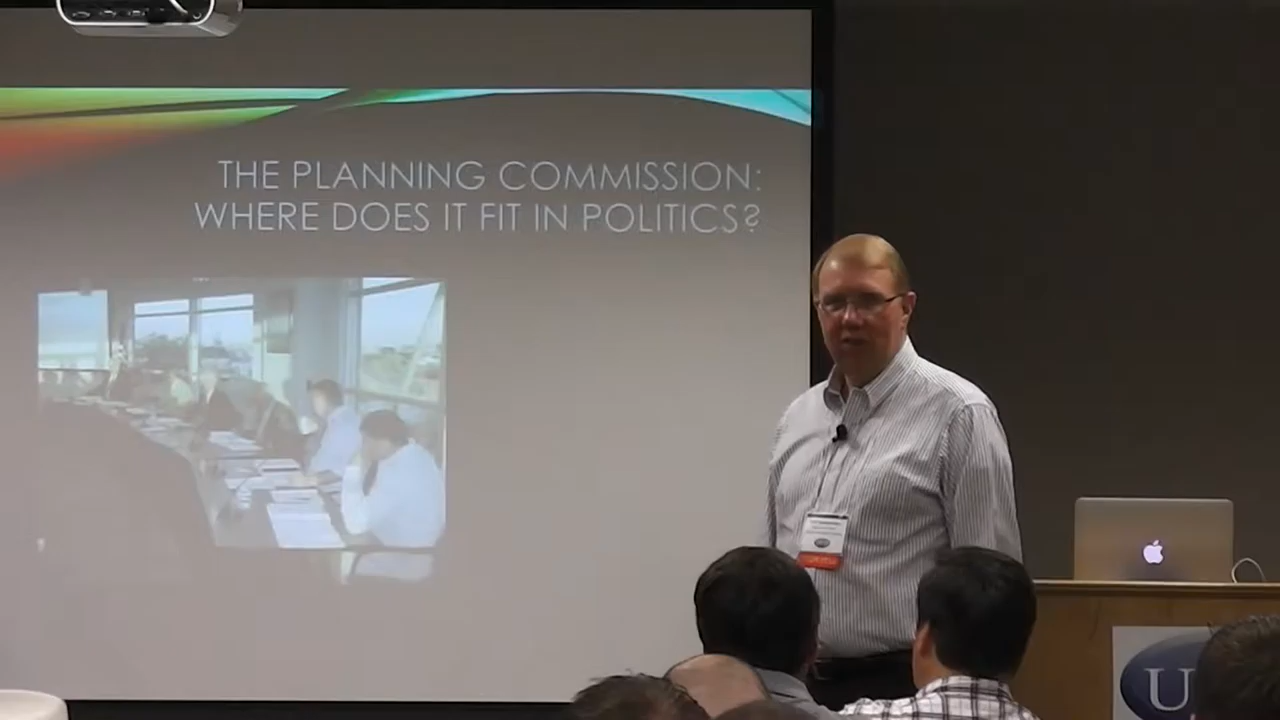 THE PLANNING COMMISSION:
WHERE DOES IT FIT IN POLITICS?
U